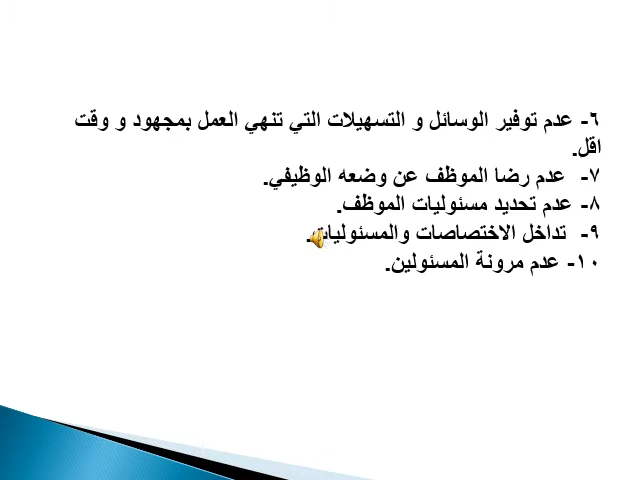 ٦- عدم توفير الوسائل و التسهيلات التي تنهي العمل بمجهود و وقت
اقل.
٧- عدم رضا الموظف عن وضعه الوظيفي.
٨- عدم تحديد مسئوليات الموظف.
٩- تداخل الاختصاصات والمسئوليات.
١٠- عدم مرونة المسئولين.